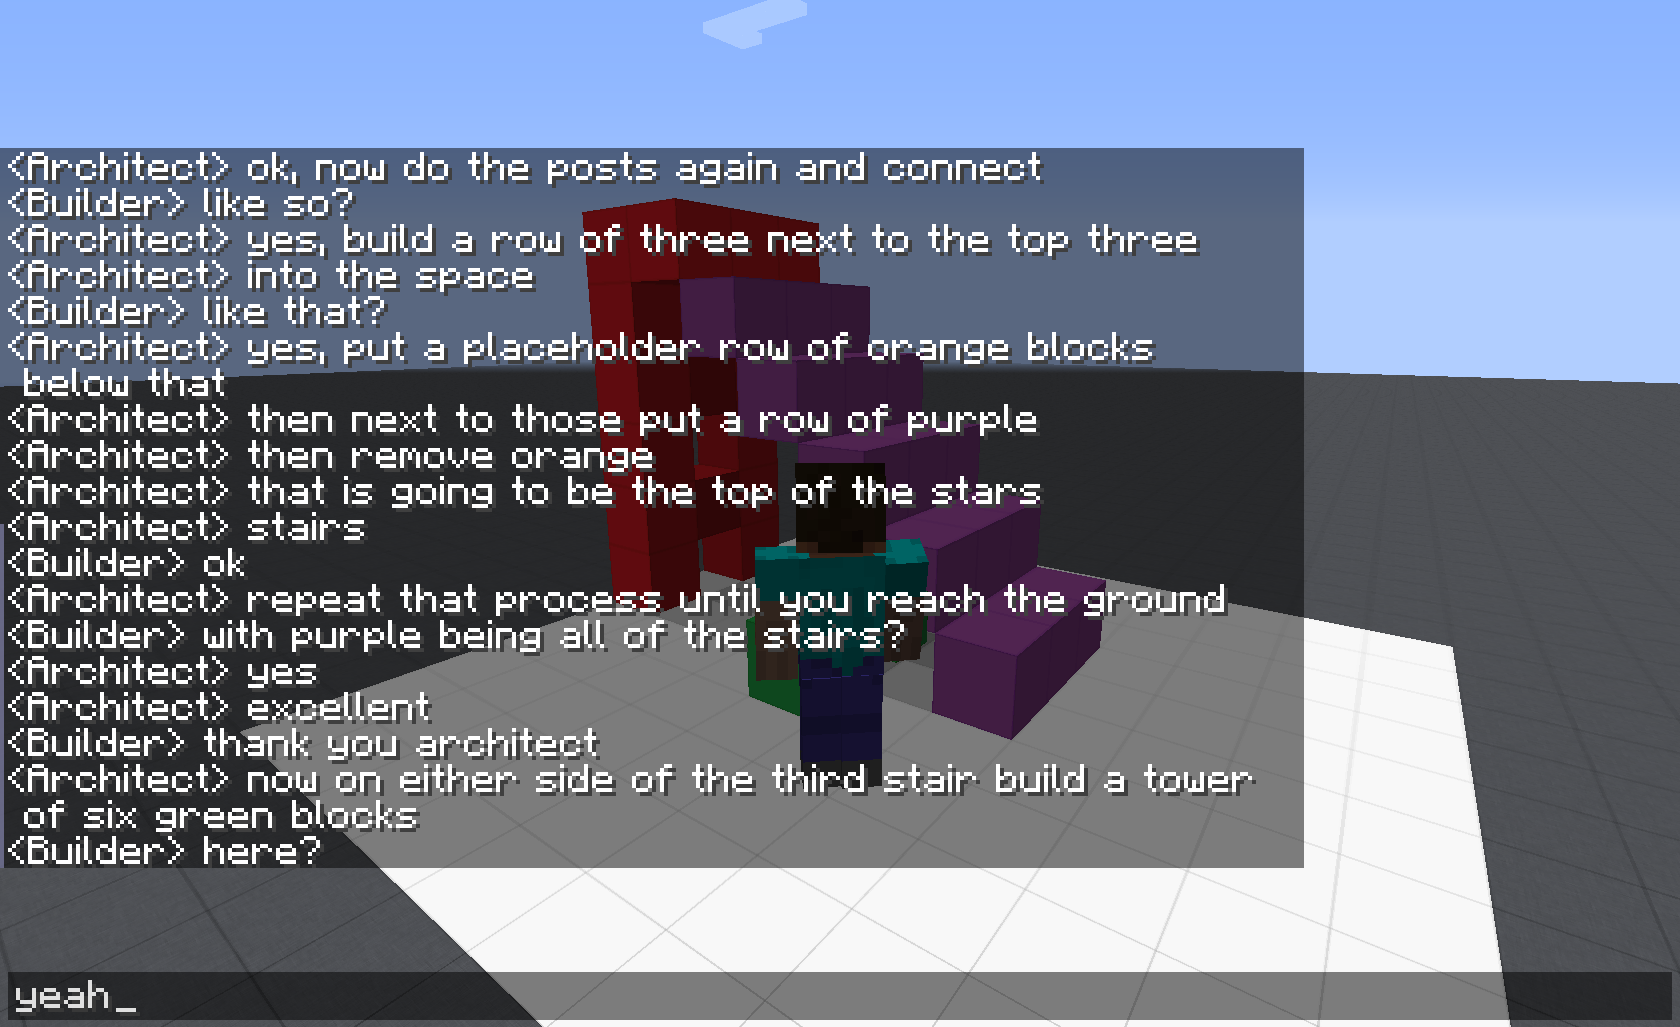 <Architect> ok, now do the posts again and connect
<Builder> like so?
<Architect> yes, build a row of three next to the top three
<Architect> into the space
<Builder> like that?
<Architect> yes, put a placeholder row of orange blocks
below that
<Architect> then next to those put a row of purple
<Architect> then remove orange
<Architect> that is going to be the top of the stars
<Architect> stairs
<Builder> ok
<Architect> repeat that process until you reach the ground
<Builder> with purple being all of the stairs?
<Architect> yes
<Architect> excellent
<Builder> thank you architect
<Architect> now on either side of the third stair build a tower
of six green blocks
<Builder> here?
yeah_